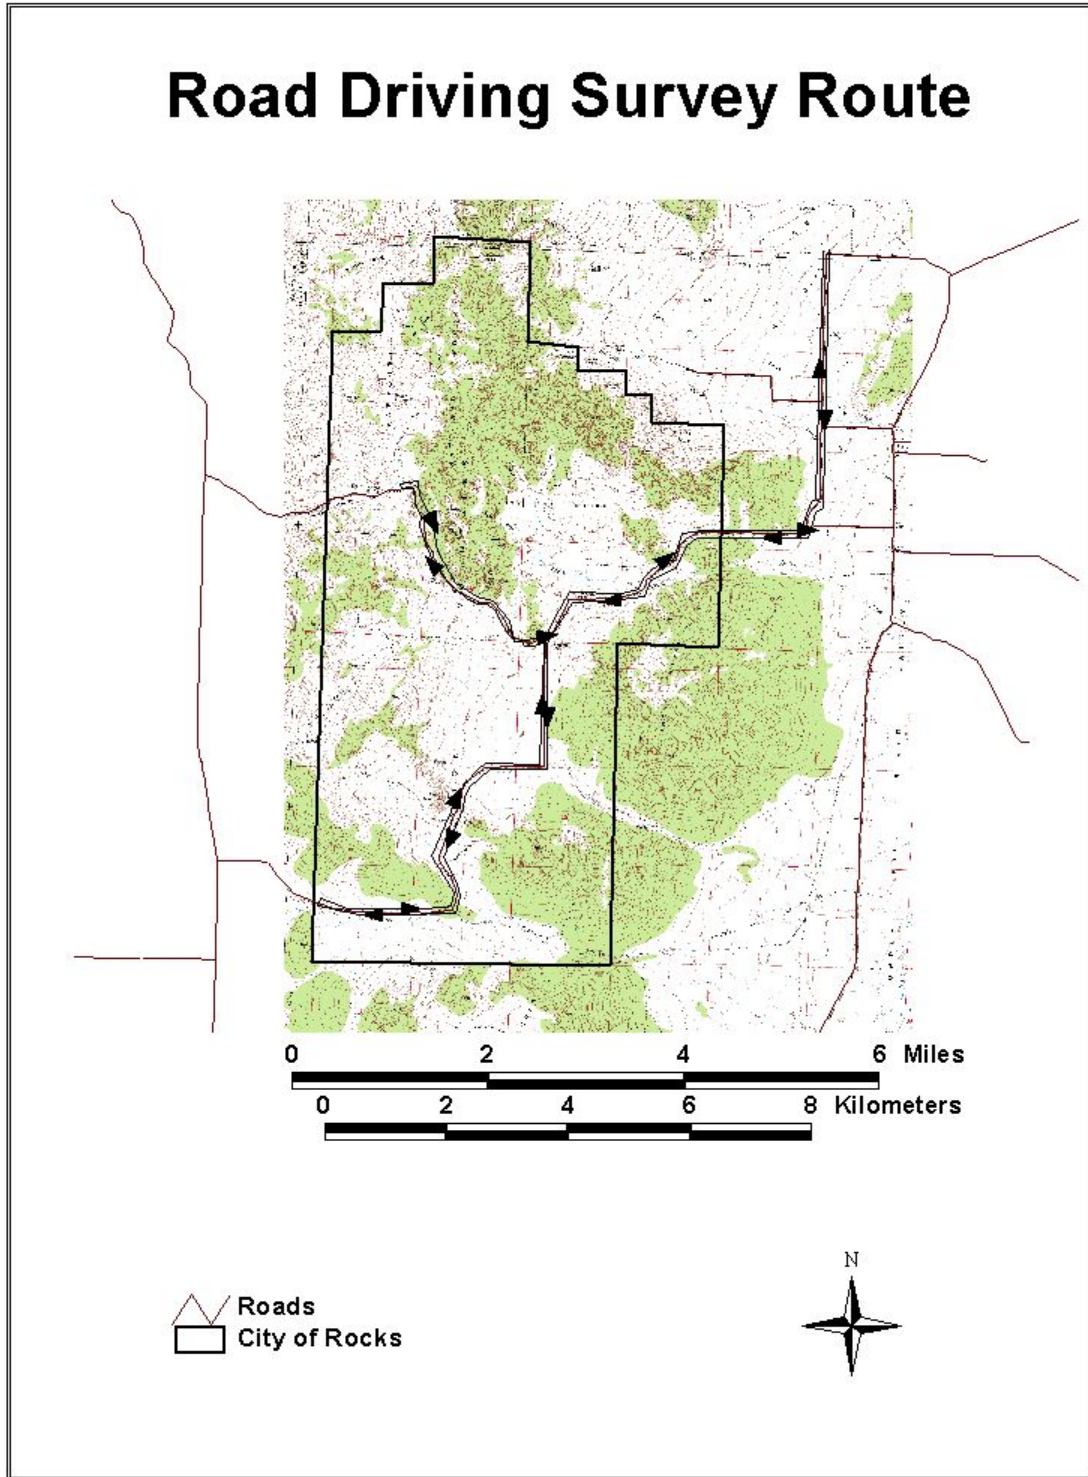 Road Driving Survey Route
0 2 4 6 Miles
0 2 4 6 8 Kilometers
N
Roads
City of Rocks